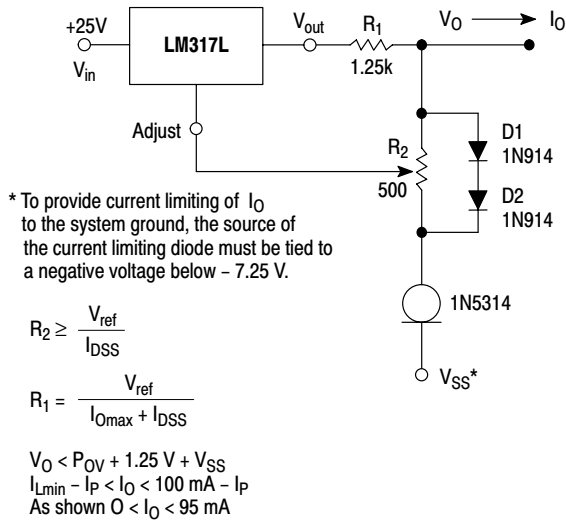 +25V
V_in
LM317L
V_out
R_1
1.25k
V_O
I_O
Adjust
R_2
500
D1
1N914
D2
1N914
* To provide current limiting of I_O
to the system ground, the source of
the current limiting diode must be tied to
a negative voltage below – 7.25 V.
1N5314
V_SS*
R_2 ≥ V_ref / I_DSS
R_1 = V_ref / I_Omax + I_DSS
V_O < P_OV + 1.25 V + V_SS
I_Lmin – I_P < I_O < 100 mA – I_P
As shown O < I_O < 95 mA